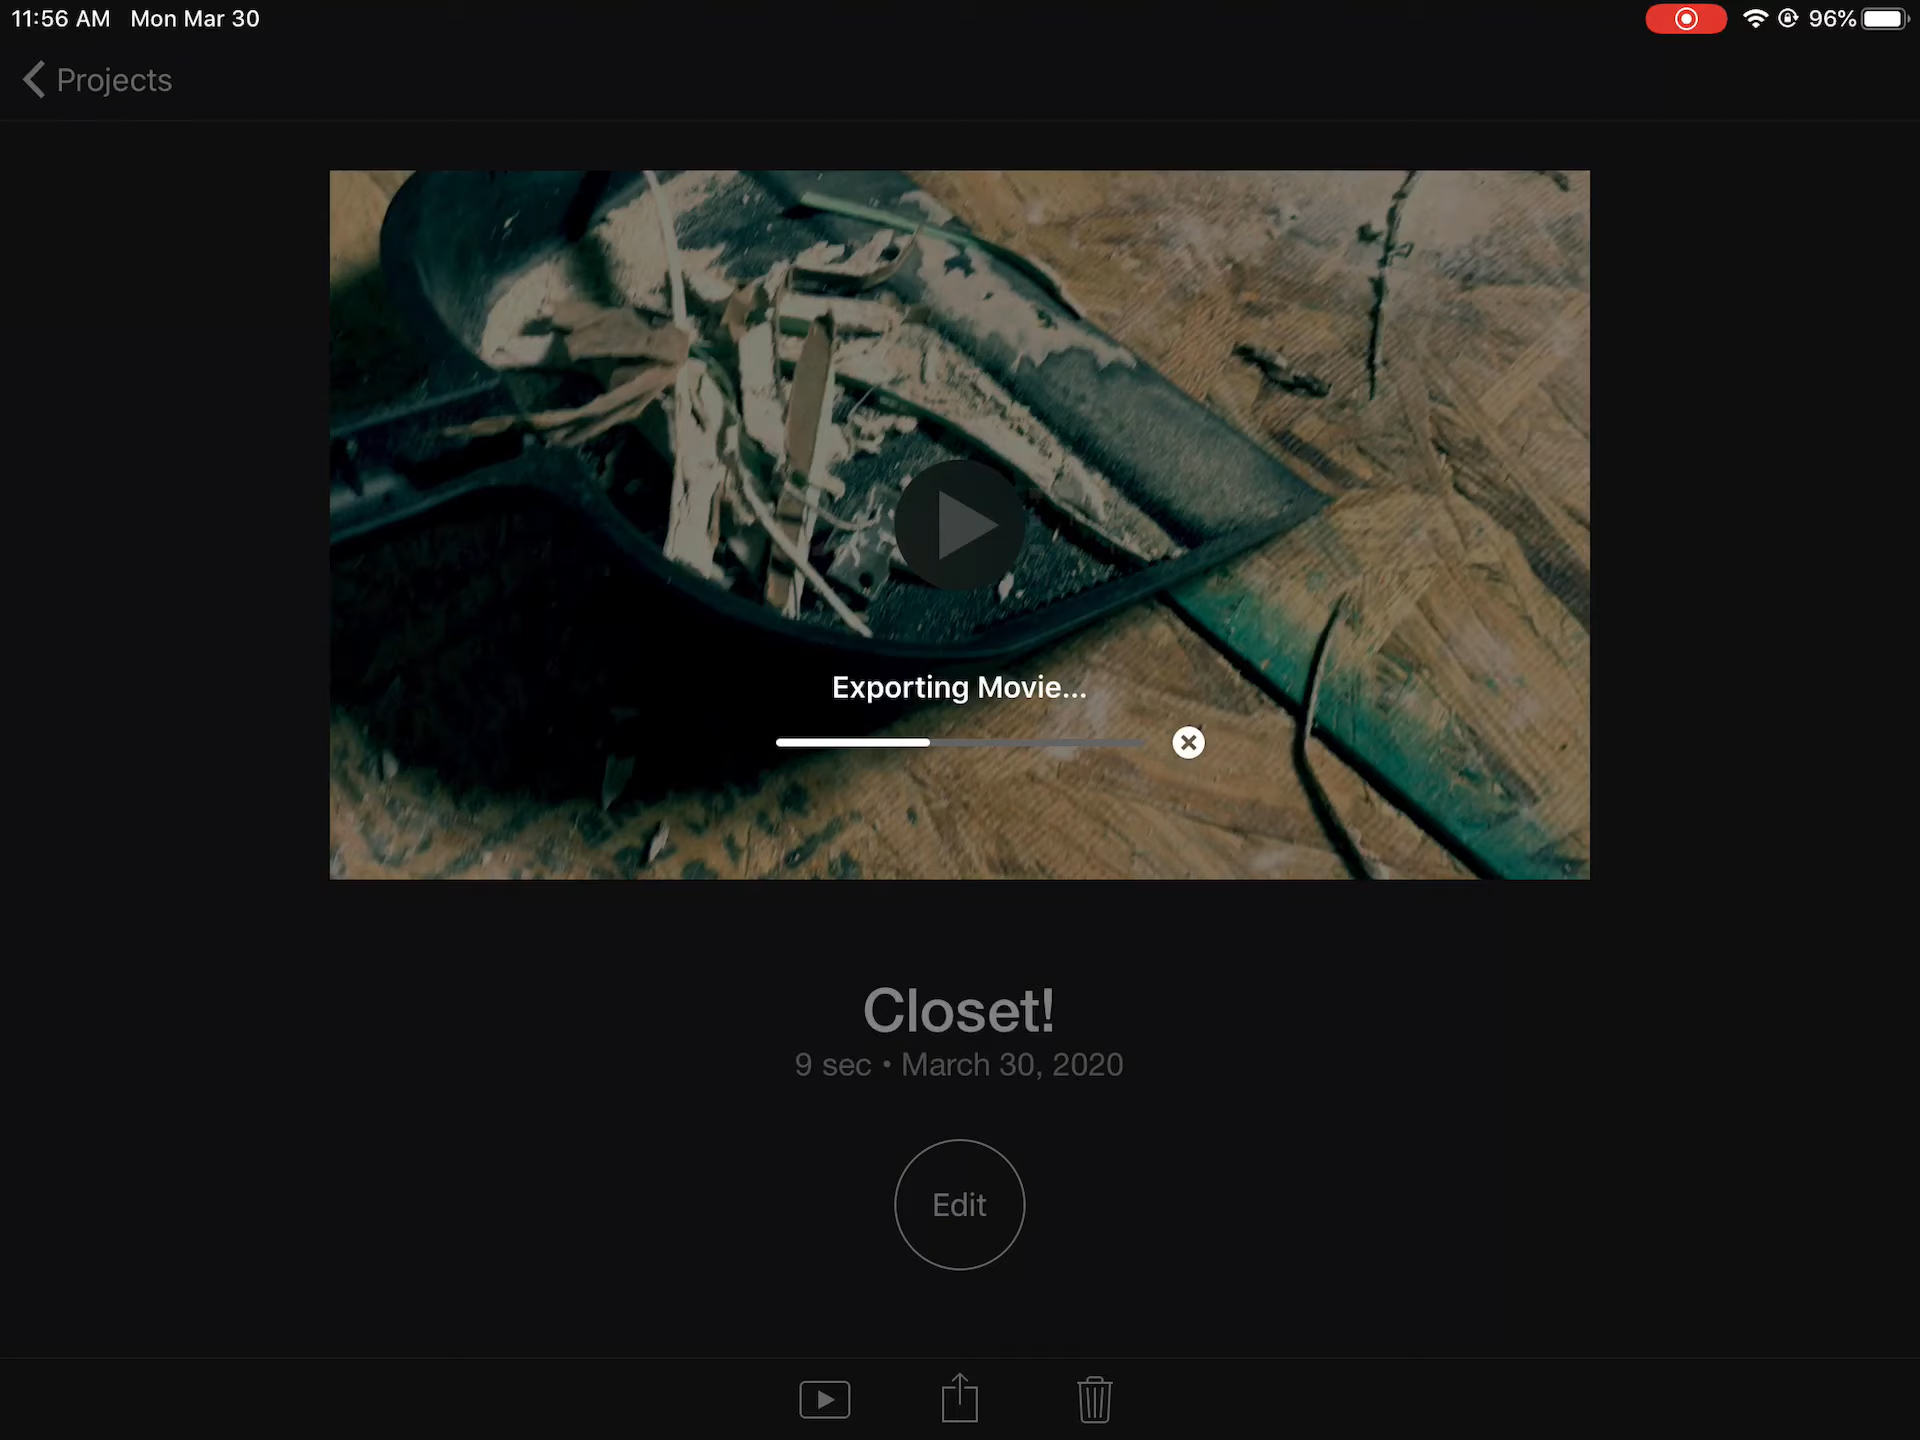 11:56 AM Mon Mar 30
96%
Projects
Exporting Movie...
Closet!
9 sec • March 30, 2020
Edit